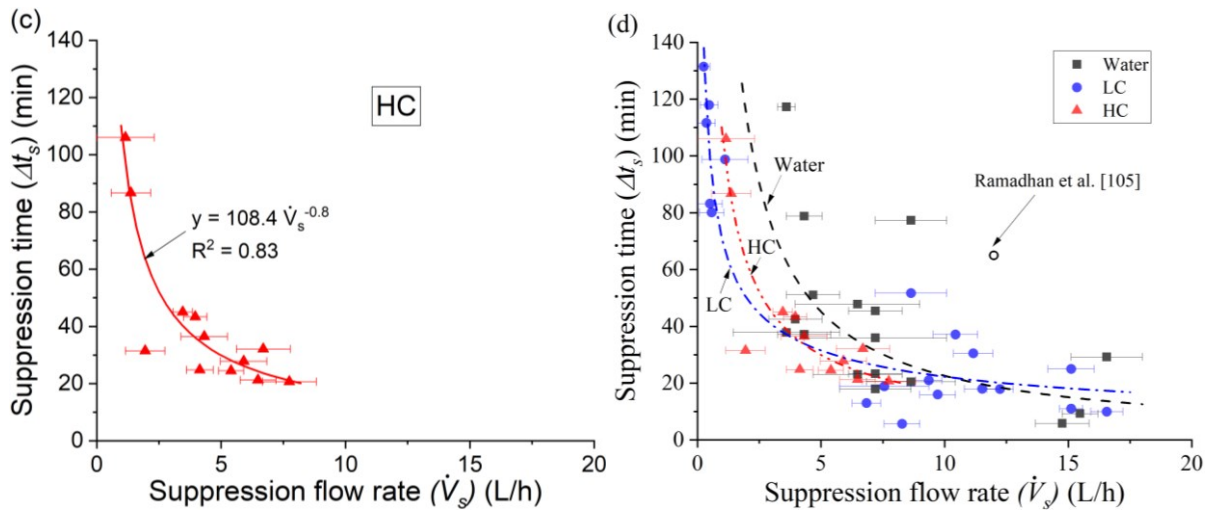 (c)
140
120
100
80
60
40
20
0
Suppression time (Δtₛ) (min)
HC
y = 108.4 V̇ₛ⁻⁰·⁸
R² = 0.83
0 5 10 15 20
Suppression flow rate (V̇ₛ) (L/h)
(d)
140
120
100
80
60
40
20
0
Suppression time (Δtₛ) (min)
Water
LC
HC
Water
Ramadhan et al. [105]
HC
LC
0 5 10 15 20
Suppression flow rate (V̇ₛ) (L/h)